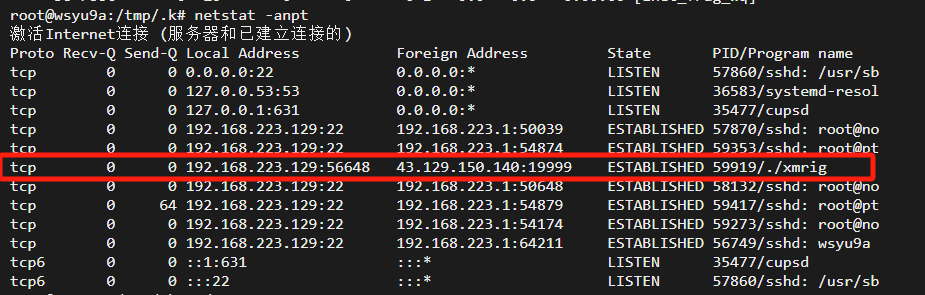 root@wsyu9a:/tmp/.k# netstat -anpt
激活Internet连接 (服务器和已建立连接的)
Proto Recv-Q Send-Q Local Address Foreign Address State PID/Program name
tcp 0 0 0.0.0.0:22 0.0.0.0:* LISTEN 57860/sshd: /usr/sb
tcp 0 0 127.0.0.53:53 0.0.0.0:* LISTEN 36583/systemd-resol
tcp 0 0 127.0.0.1:631 0.0.0.0:* LISTEN 35477/cupsd
tcp 0 0 192.168.223.129:22 192.168.223.1:50039 ESTABLISHED 57870/sshd: root@no
tcp 0 0 192.168.223.129:22 192.168.223.1:54874 ESTABLISHED 59353/sshd: root@pt
tcp 0 0 192.168.223.129:56648 43.129.150.140:19999 ESTABLISHED 59919/./xmrig
tcp 0 0 192.168.223.129:22 192.168.223.1:50648 ESTABLISHED 58132/sshd: root@no
tcp 0 64 192.168.223.129:22 192.168.223.1:54879 ESTABLISHED 59417/sshd: root@pt
tcp 0 0 192.168.223.129:22 192.168.223.1:54174 ESTABLISHED 59273/sshd: root@no
tcp 0 0 192.168.223.129:22 192.168.223.1:64211 ESTABLISHED 56749/sshd: wsyu9a
tcp6 0 0 ::1:631 :::* LISTEN 35477/cupsd
tcp6 0 0 :::22 :::* LISTEN 57860/sshd: /usr/sb